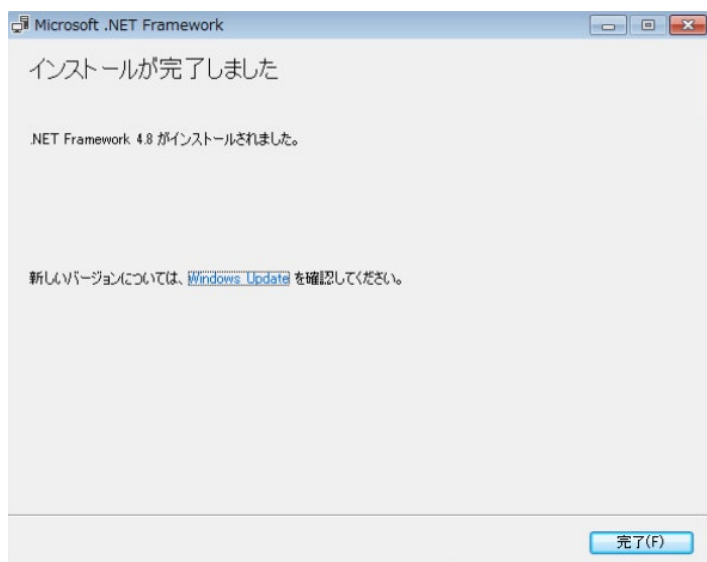 Microsoft .NET Framework
インストールが完了しました
.NET Framework 4.8 がインストールされました。
新しいバージョンについては、Windows Update を確認してください。
完了(F)